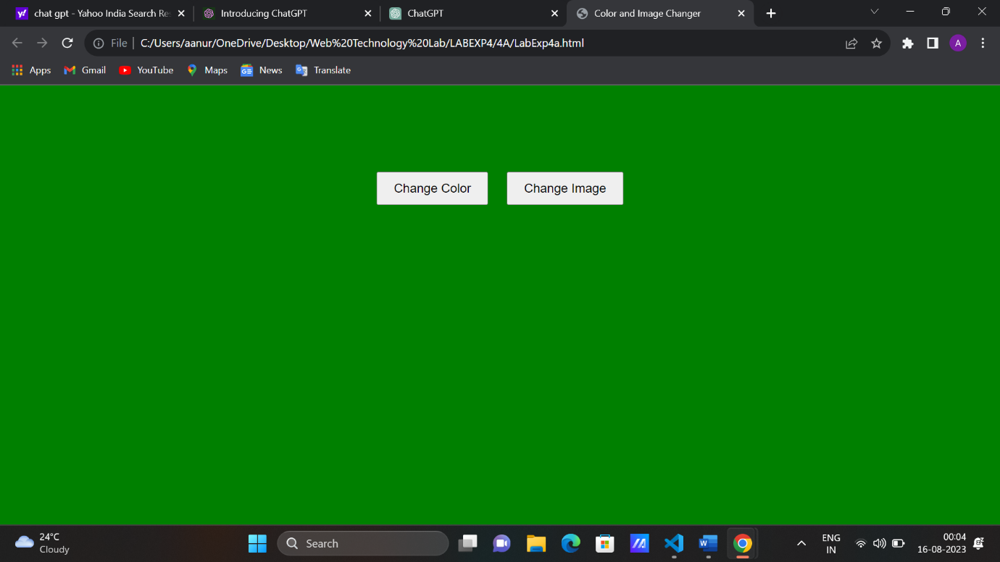 chat gpt - Yahoo India Search Re
Introducing ChatGPT
ChatGPT
Color and Image Changer
File
C:/Users/aanur/OneDrive/Desktop/Web%20Technology%20Lab/LABEXP4/4A/LabExp4a.html
A
Apps
Gmail
YouTube
Maps
News
Translate
Change Color
Change Image
24°C
Cloudy
Search
ENG
IN
00:04
16-08-2023